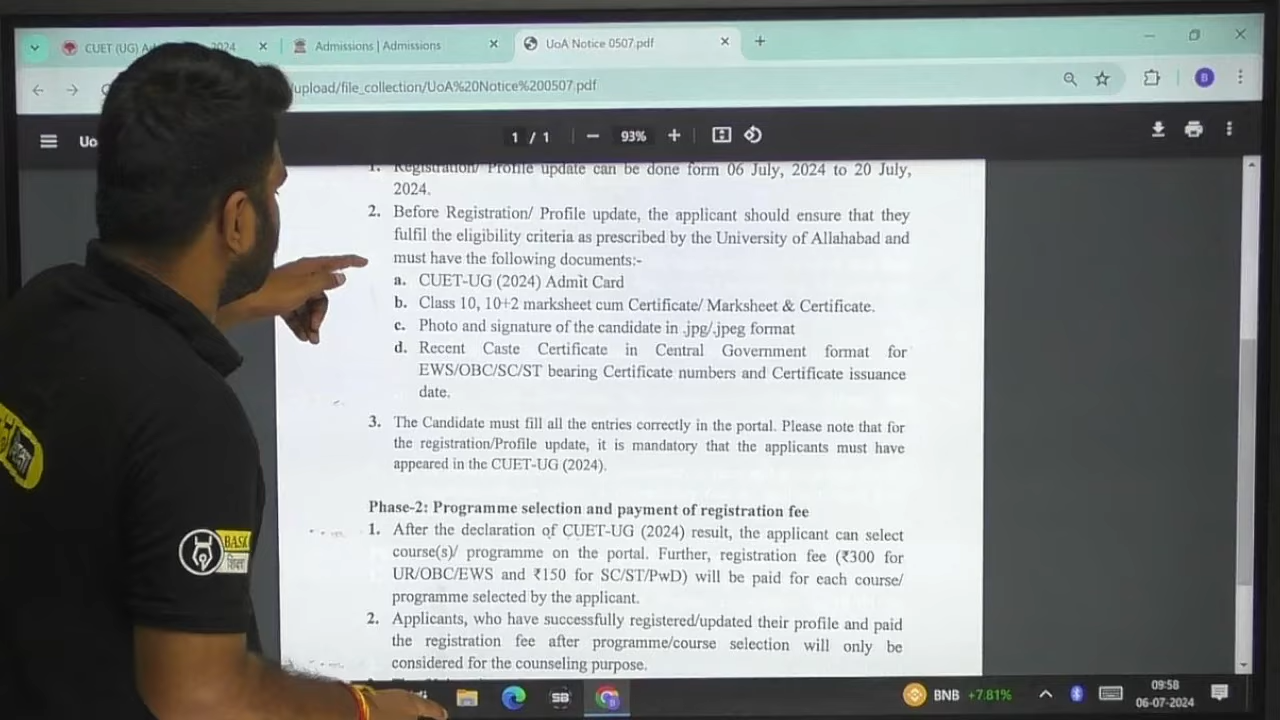 CUET (UG) A
2024
Admissions | Admissions
UoA Notice 0507.pdf
upload/file_collection/UoA%20Notice%200507.pdf
B
Uo
1 / 1
93%
1. Registration/ Profile update can be done form 06 July, 2024 to 20 July,
2024.
2. Before Registration/ Profile update, the applicant should ensure that they
fulfil the eligibility criteria as prescribed by the University of Allahabad and
must have the following documents:-
a. CUET-UG (2024) Admit Card
b. Class 10, 10+2 marksheet cum Certificate/ Marksheet & Certificate.
c. Photo and signature of the candidate in .jpg/.jpeg format
d. Recent Caste Certificate in Central Government format for
EWS/OBC/SC/ST bearing Certificate numbers and Certificate issuance
date.
3. The Candidate must fill all the entries correctly in the portal. Please note that for
the registration/Profile update, it is mandatory that the applicants must have
appeared in the CUET-UG (2024).
Phase-2: Programme selection and payment of registration fee
1. After the declaration of CUET-UG (2024) result, the applicant can select
course(s)/ programme on the portal. Further, registration fee (₹300 for
UR/OBC/EWS and ₹150 for SC/ST/PwD) will be paid for each course/
programme selected by the applicant.
2. Applicants, who have successfully registered/updated their profile and paid
the registration fee after programme/course selection will only be
considered for the counseling purpose.
BASK
शिक्षा
SB
BNB +7.81%
09:58
06-07-2024